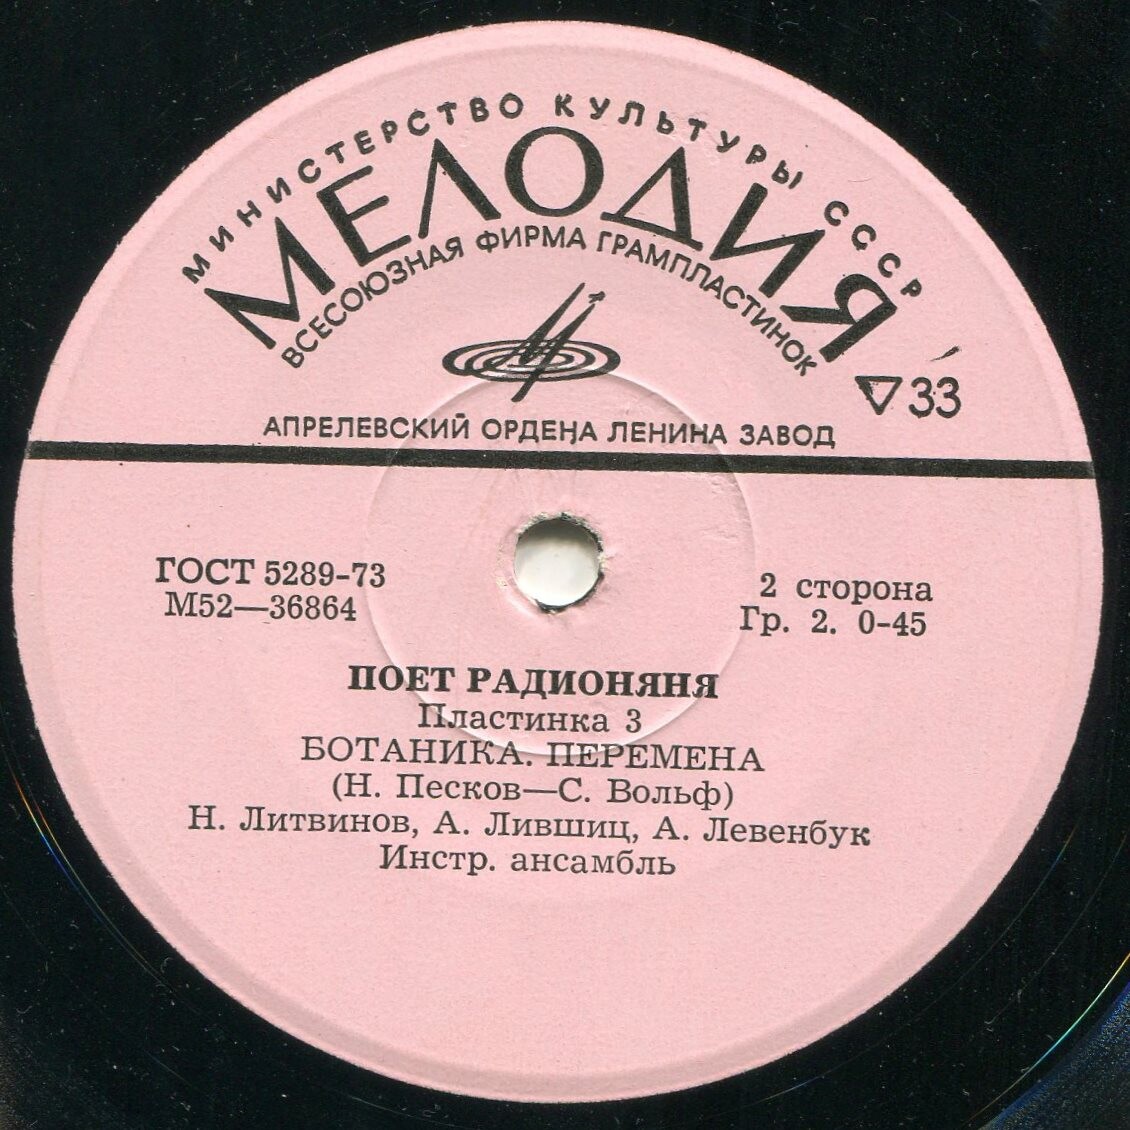 МИНИСТЕРСТВО КУЛЬТУРЫ СССР
МЕЛОДИЯ
ВСЕСОЮЗНАЯ ФИРМА ГРАМПЛАСТИНОК
▽33
АПРЕЛЕВСКИЙ ОРДЕНА ЛЕНИНА ЗАВОД
ГОСТ 5289-73
М52—36864
2 сторона
Гр. 2. 0-45
ПОЕТ РАДИОНЯНЯ
Пластинка 3
БОТАНИКА. ПЕРЕМЕНА
(Н. Песков—С. Вольф)
Н. Литвинов, А. Лившиц, А. Левенбук
Инстр. ансамбль